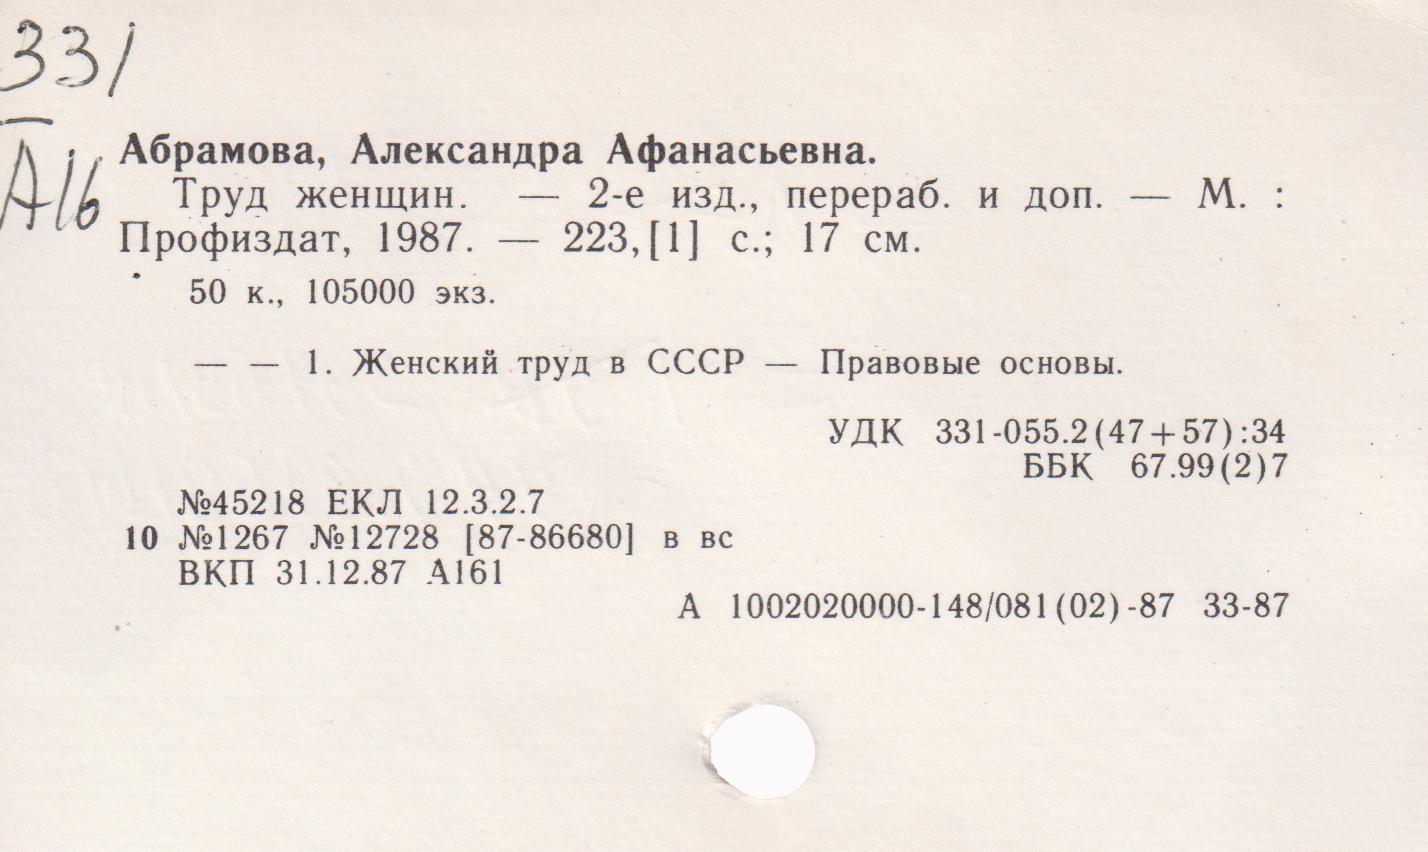 331
А16
Абрамова, Александра Афанасьевна.
Труд женщин. — 2-е изд., перераб. и доп. — М. :
Профиздат, 1987. — 223,[1] с.; 17 см.
50 к., 105000 экз.
— — 1. Женский труд в СССР — Правовые основы.
УДК 331-055.2(47+57):34
ББК 67.99(2)7
№45218 ЕКЛ 12.3.2.7
10 №1267 №12728 [87-86680] в вс
ВКП 31.12.87 А161
А 1002020000-148/081(02)-87 33-87